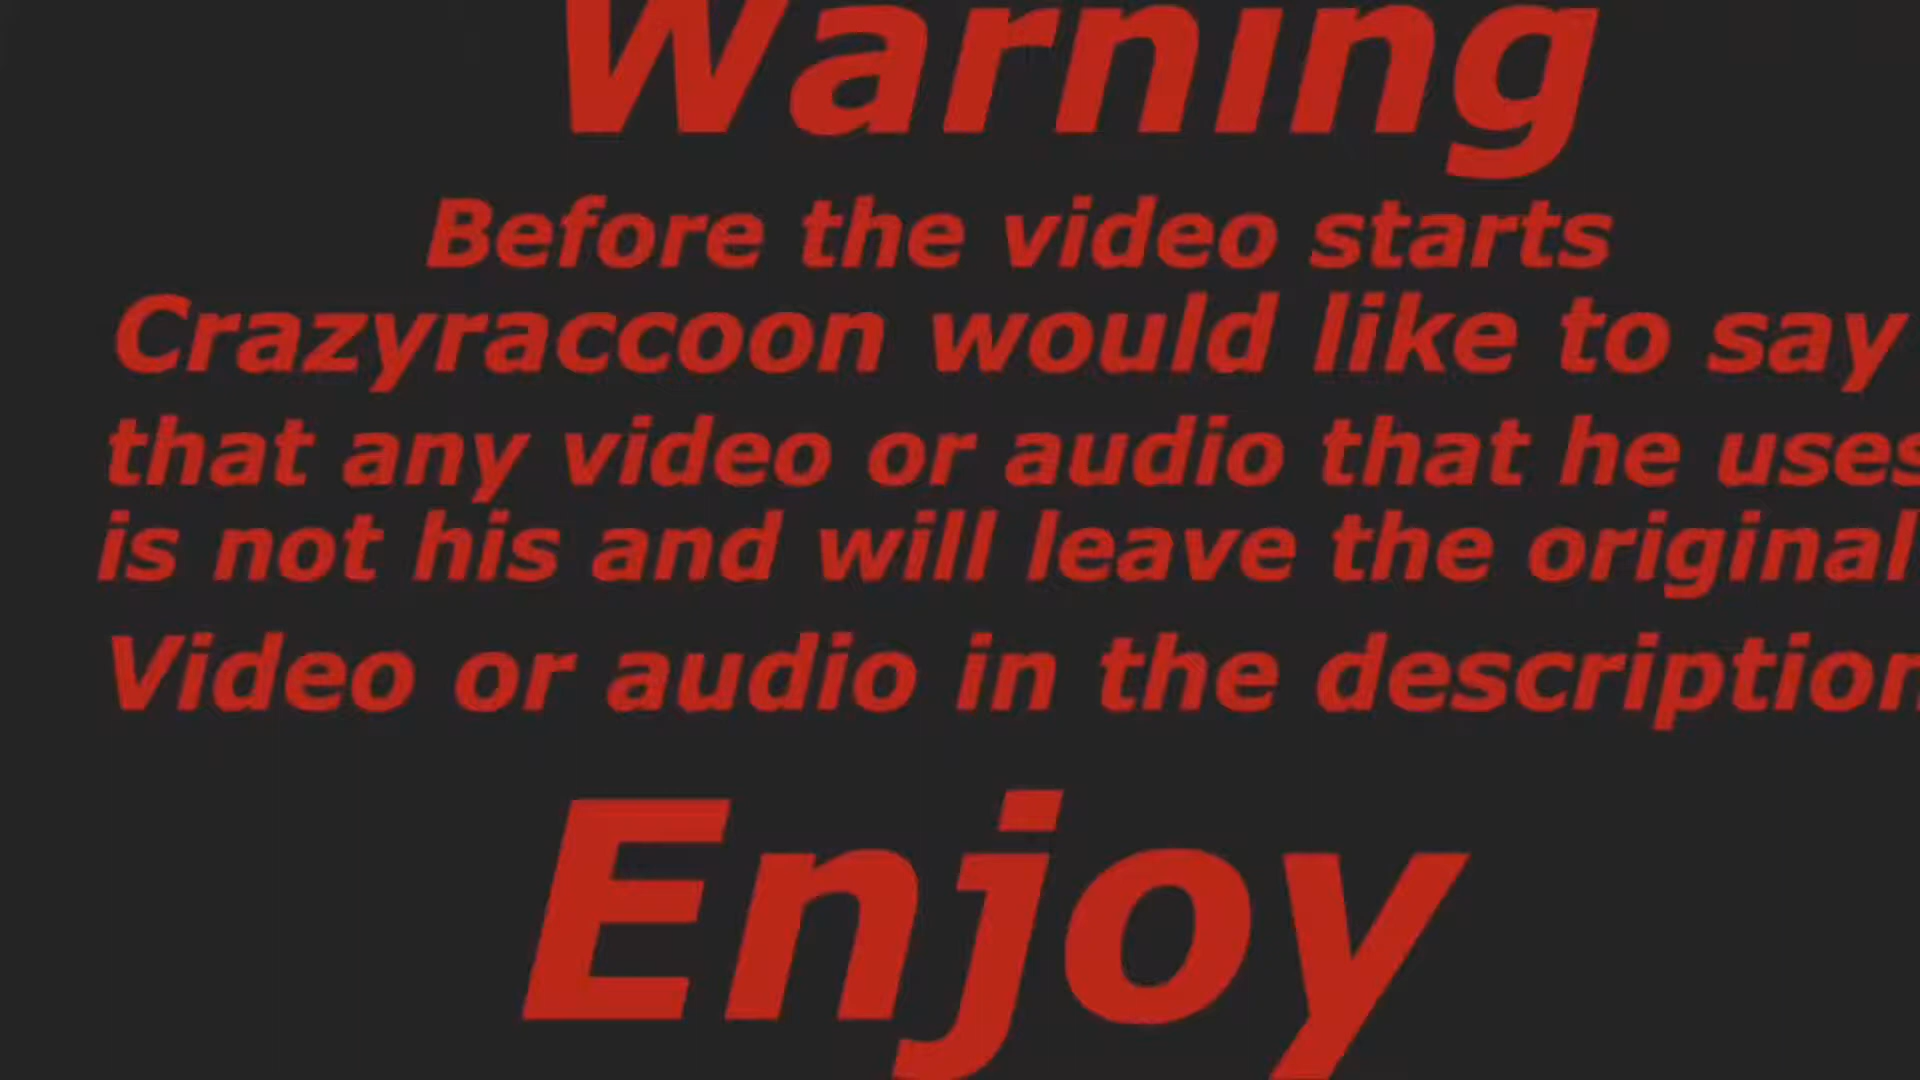 Warning
Before the video starts
Crazyraccoon would like to say
that any video or audio that he uses
is not his and will leave the original
Video or audio in the description
Enjoy